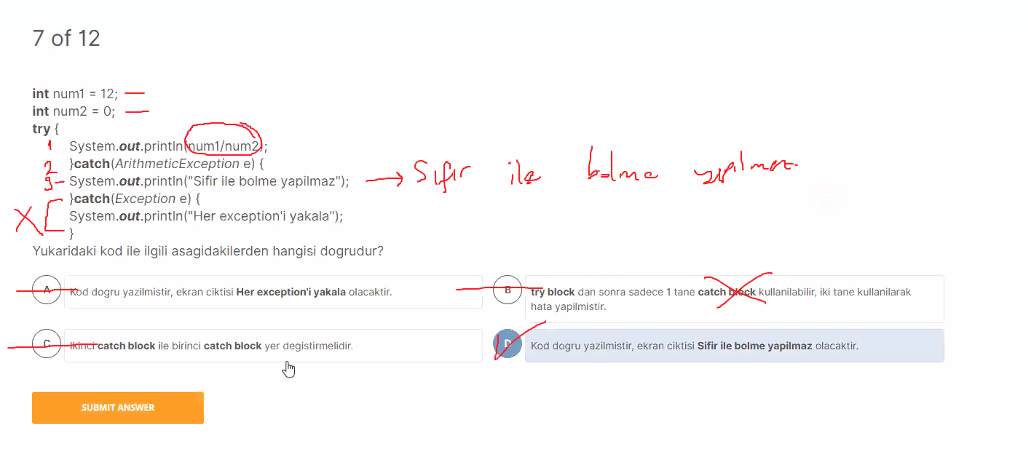 7 of 12
int num1 = 12;
int num2 = 0;
try {
1 System.out.println(num1/num2);
2 }catch(ArithmeticException e) {
3 System.out.println("Sifir ile bolme yapilmaz"); Sıfır ile bolme yapılmaz
}catch(Exception e) {
X System.out.println("Her exception'i yakala");
}
Yukaridaki kod ile ilgili asagidakilerden hangisi dogrudur?
A Kod dogru yazilmistir, ekran ciktisi Her exception'i yakala olacaktir.
B try block dan sonra sadece 1 tane catch block kullanilabilir, iki tane kullanilarak
hata yapilmistir.
C Ikinci catch block ile birinci catch block yer degistirmelidir.
D Kod dogru yazilmistir, ekran ciktisi Sifir ile bolme yapilmaz olacaktir.
SUBMIT ANSWER